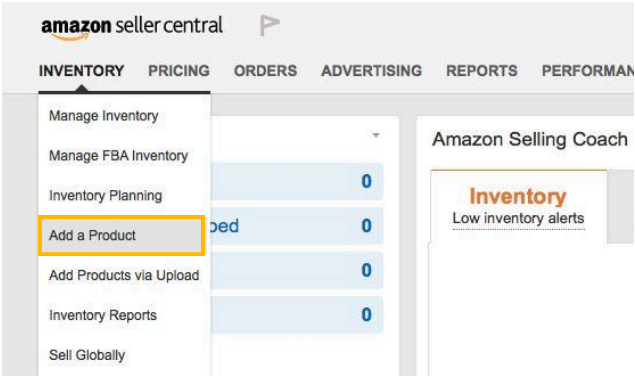 amazon seller central
INVENTORY PRICING ORDERS ADVERTISING REPORTS PERFORMAN
Manage Inventory
Manage FBA Inventory
Inventory Planning
Add a Product
Add Products via Upload
Inventory Reports
Sell Globally
0
ped 0
0
0
Amazon Selling Coach
Inventory
Low inventory alerts